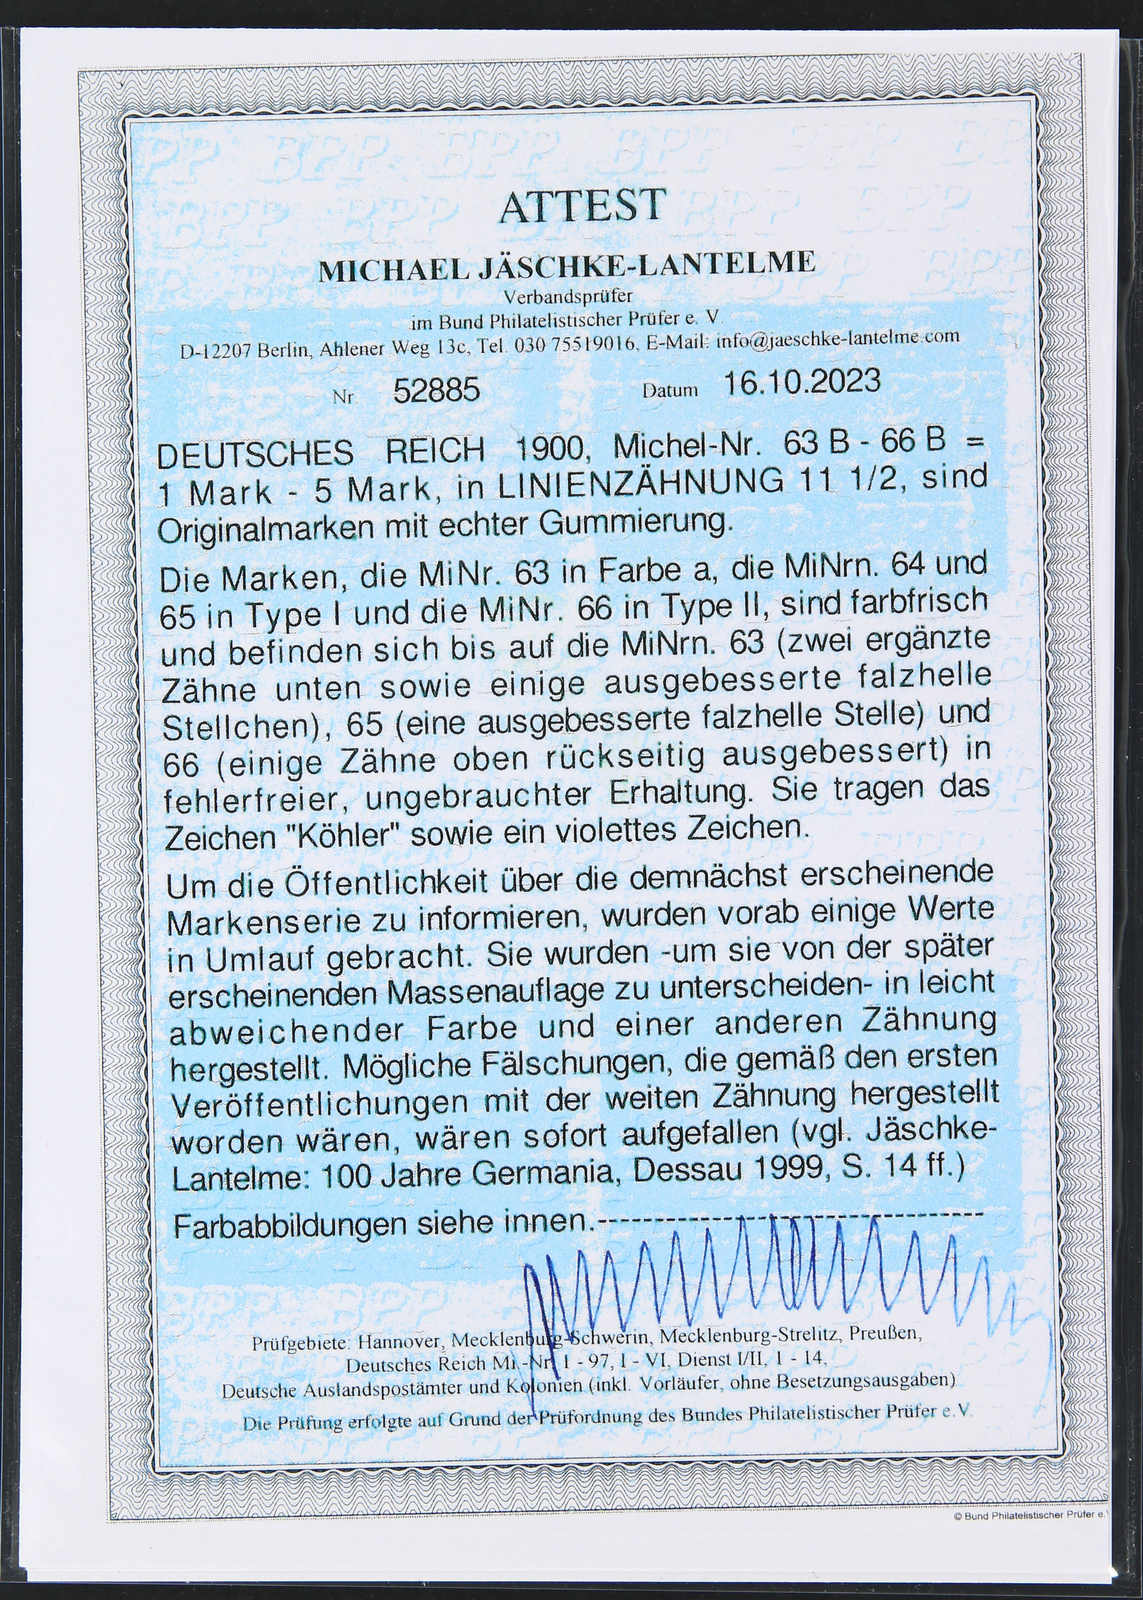 ATTEST
MICHAEL JÄSCHKE-LANTELME
Verbandsprüfer
im Bund Philatelistischer Prüfer e. V.
D-12207 Berlin, Ahlener Weg 13c, Tel. 030 75519016, E-Mail: info@jaeschke-lantelme.com
Nr 52885 Datum 16.10.2023
DEUTSCHES REICH 1900, Michel-Nr. 63 B - 66 B =
1 Mark - 5 Mark, in LINIENZÄHNUNG 11 1/2, sind
Originalmarken mit echter Gummierung.
Die Marken, die MiNr. 63 in Farbe a, die MiNrn. 64 und
65 in Type I und die MiNr. 66 in Type II, sind farbfrisch
und befinden sich bis auf die MiNrn. 63 (zwei ergänzte
Zähne unten sowie einige ausgebesserte falzhelle
Stellchen), 65 (eine ausgebesserte falzhelle Stelle) und
66 (einige Zähne oben rückseitig ausgebessert) in
fehlerfreier, ungebrauchter Erhaltung. Sie tragen das
Zeichen "Köhler" sowie ein violettes Zeichen.
Um die Öffentlichkeit über die demnächst erscheinende
Markenserie zu informieren, wurden vorab einige Werte
in Umlauf gebracht. Sie wurden -um sie von der später
erscheinenden Massenauflage zu unterscheiden- in leicht
abweichender Farbe und einer anderen Zähnung
hergestellt. Mögliche Fälschungen, die gemäß den ersten
Veröffentlichungen mit der weiten Zähnung hergestellt
worden wären, wären sofort aufgefallen (vgl. Jäschke-
Lantelme: 100 Jahre Germania, Dessau 1999, S. 14 ff.)
Farbabbildungen siehe innen.-----------------------------------
Prüfgebiete: Hannover, Mecklenburg-Schwerin, Mecklenburg-Strelitz, Preußen,
Deutsches Reich Mi.-Nr. 1 - 97, I - VI, Dienst I/II, 1 - 14,
Deutsche Auslandspostämter und Kolonien (inkl. Vorläufer, ohne Besetzungsausgaben)
Die Prüfung erfolgte auf Grund der Prüfordnung des Bundes Philatelistischer Prüfer e.V.
© Bund Philatelistischer Prüfer e.